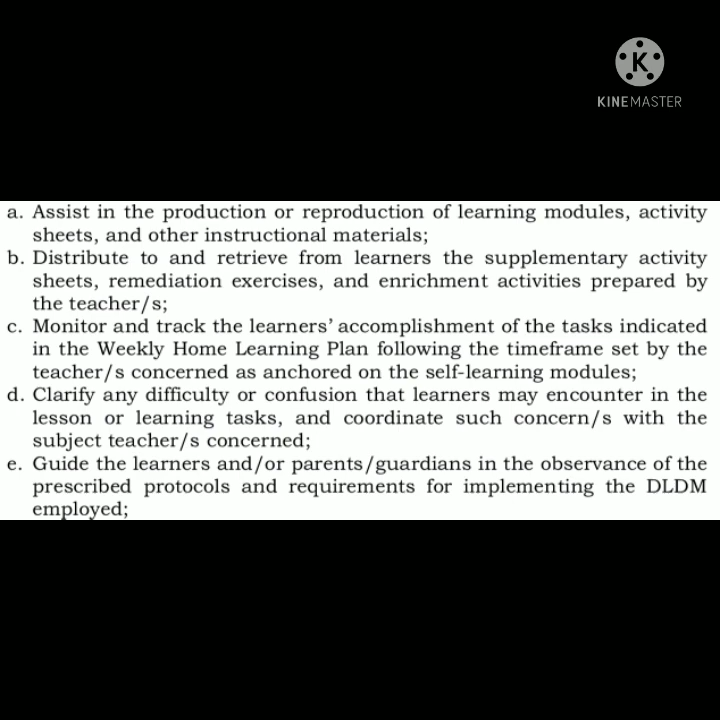 K
KINEMASTER
a. Assist in the production or reproduction of learning modules, activity
sheets, and other instructional materials;
b. Distribute to and retrieve from learners the supplementary activity
sheets, remediation exercises, and enrichment activities prepared by
the teacher/s;
c. Monitor and track the learners' accomplishment of the tasks indicated
in the Weekly Home Learning Plan following the timeframe set by the
teacher/s concerned as anchored on the self-learning modules;
d. Clarify any difficulty or confusion that learners may encounter in the
lesson or learning tasks, and coordinate such concern/s with the
subject teacher/s concerned;
e. Guide the learners and/or parents/guardians in the observance of the
prescribed protocols and requirements for implementing the DLDM
employed;